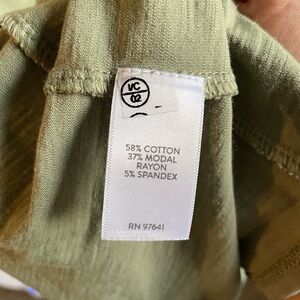 VC
02
58% COTTON
37% MODAL
RAYON
5% SPANDEX
RN 97641